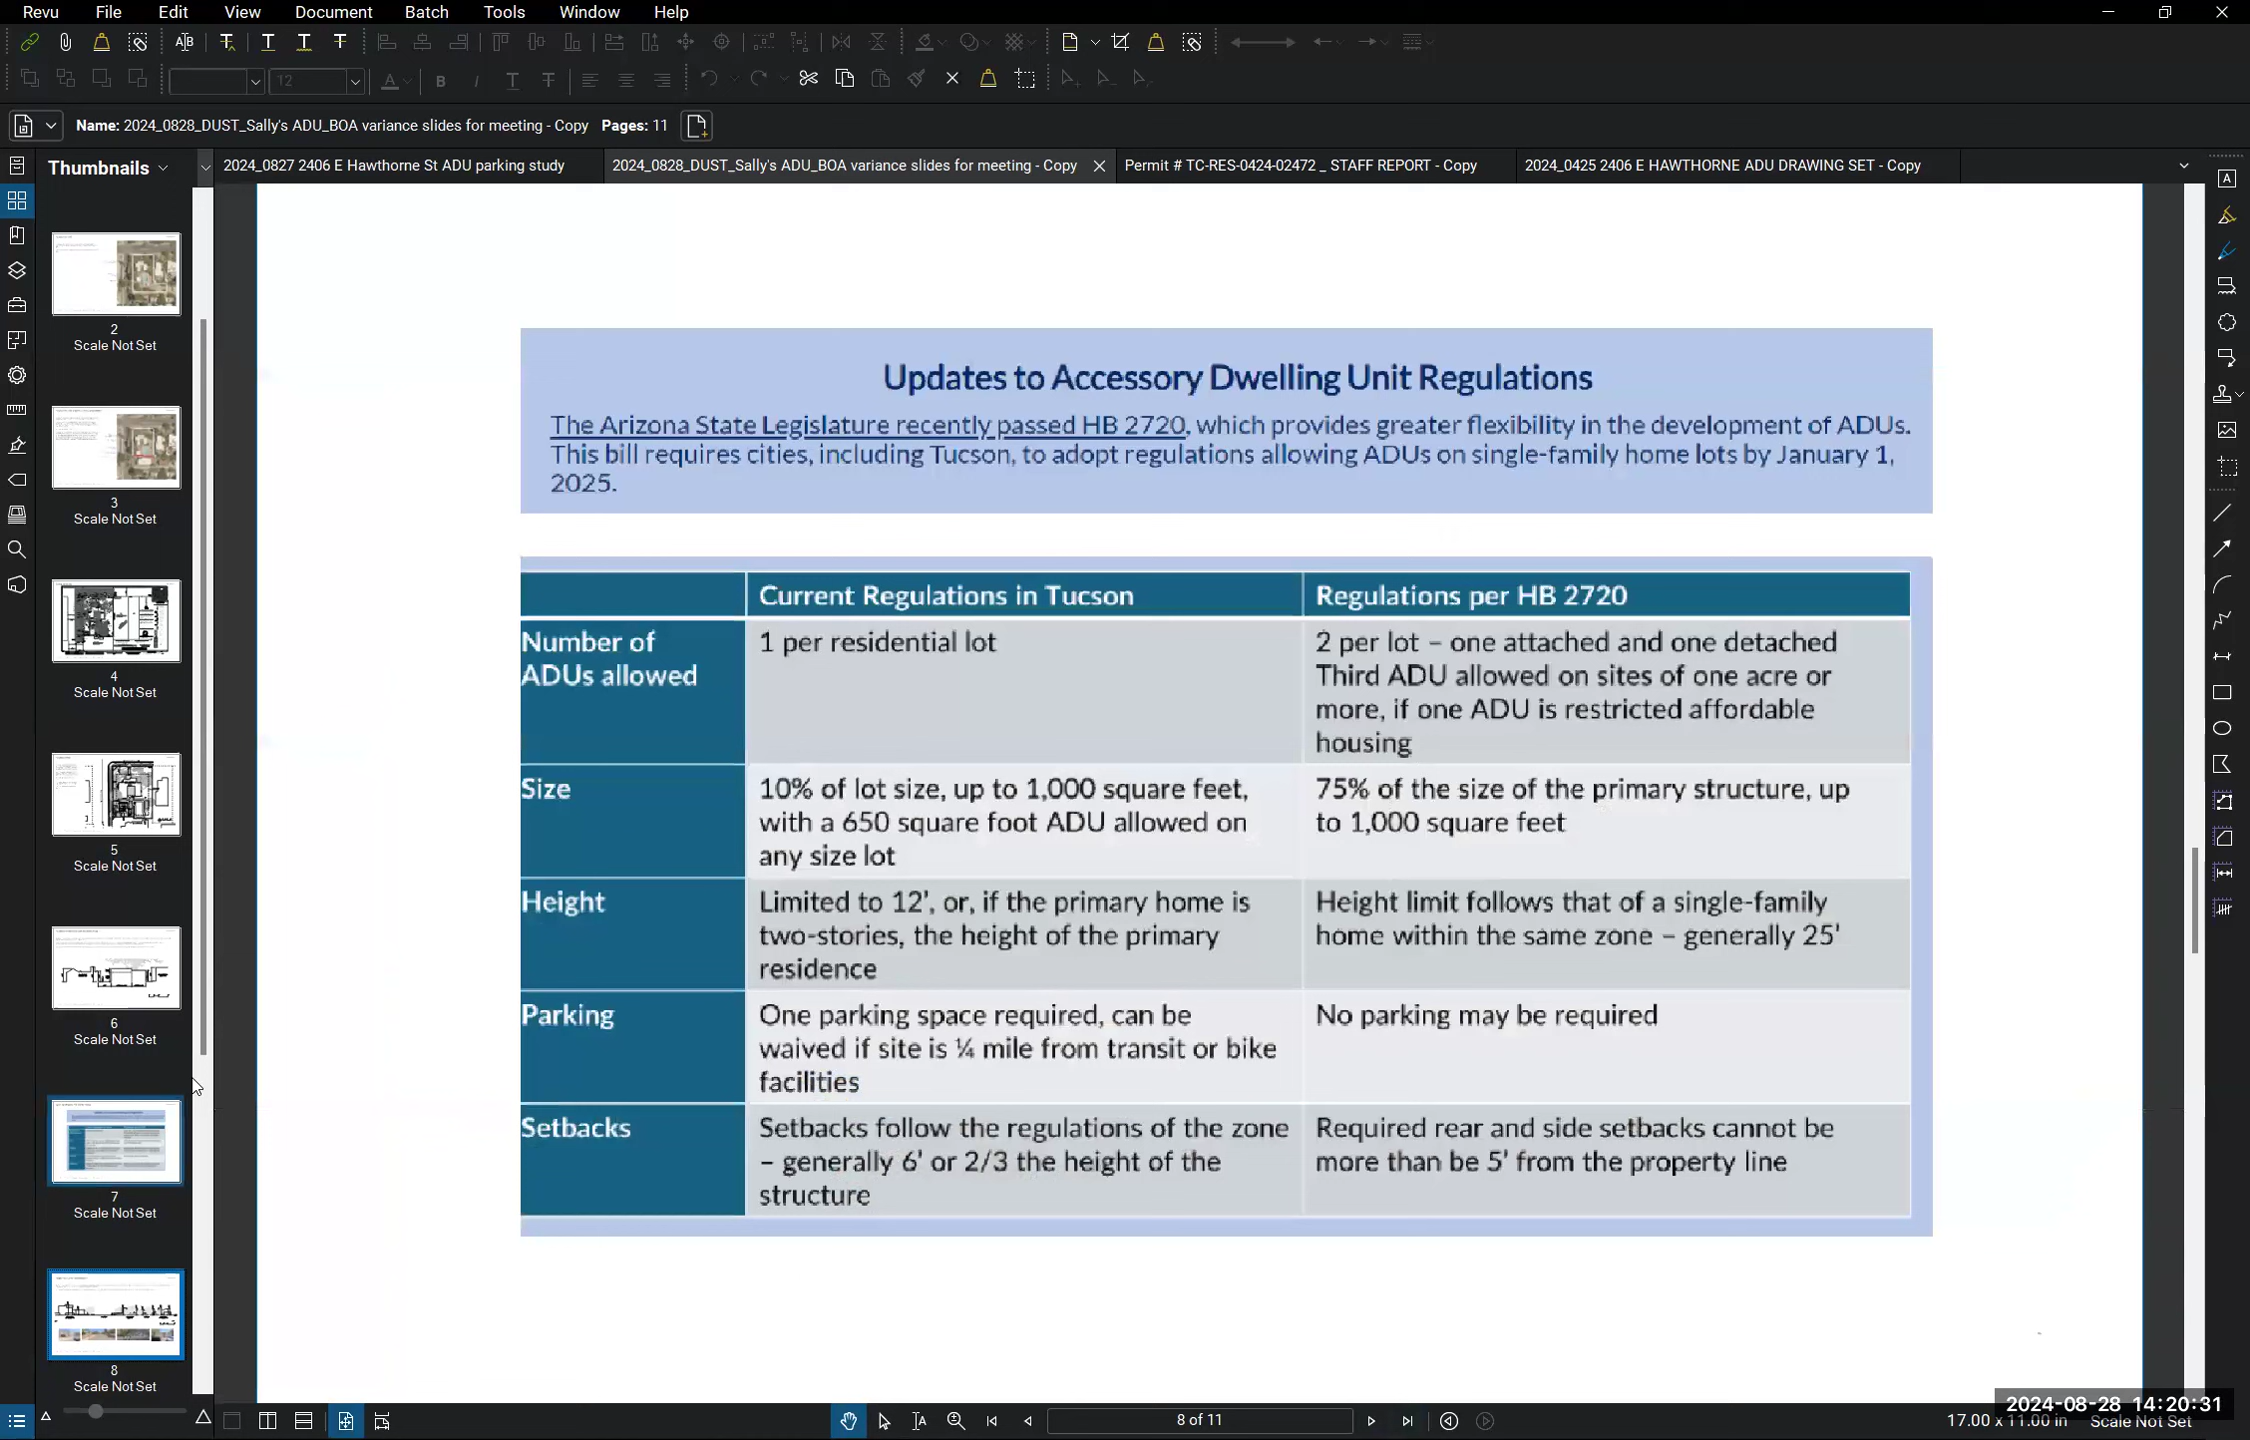 Revu File Edit View Document Batch Tools Window Help
12
Name: 2024_0828_DUST_Sally's ADU_BOA variance slides for meeting - Copy Pages: 11
Thumbnails
2024_0827 2406 E Hawthorne St ADU parking study
2024_0828_DUST_Sally's ADU_BOA variance slides for meeting - Copy
Permit # TC-RES-0424-02472 _ STAFF REPORT - Copy
2024_0425 2406 E HAWTHORNE ADU DRAWING SET - Copy
2
Scale Not Set
3
Scale Not Set
4
Scale Not Set
5
Scale Not Set
6
Scale Not Set
7
Scale Not Set
8
Scale Not Set
Updates to Accessory Dwelling Unit Regulations
The Arizona State Legislature recently passed HB 2720, which provides greater flexibility in the development of ADUs.
This bill requires cities, including Tucson, to adopt regulations allowing ADUs on single-family home lots by January 1,
2025.
Current Regulations in Tucson
Regulations per HB 2720
Number of
ADUs allowed
1 per residential lot
2 per lot – one attached and one detached
Third ADU allowed on sites of one acre or
more, if one ADU is restricted affordable
housing
Size
10% of lot size, up to 1,000 square feet,
with a 650 square foot ADU allowed on
any size lot
75% of the size of the primary structure, up
to 1,000 square feet
Height
Limited to 12', or, if the primary home is
two-stories, the height of the primary
residence
Height limit follows that of a single-family
home within the same zone – generally 25'
Parking
One parking space required, can be
waived if site is ¼ mile from transit or bike
facilities
No parking may be required
Setbacks
Setbacks follow the regulations of the zone
– generally 6' or 2/3 the height of the
structure
Required rear and side setbacks cannot be
more than be 5' from the property line
8 of 11
2024-08-28 14:20:31
17.00 x 11.00 in Scale Not Set